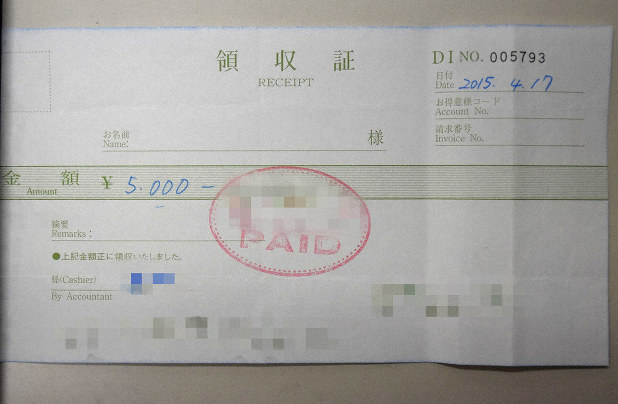 領収証
RECEIPT
DI NO. 005793
日付
Date 2015. 4. 17
お得意様コード
Account No.
請求番号
Invoice No.
お名前
Name:
様
金額
Amount
¥ 5.000-
PAID
摘要
Remarks:
●上記金額正に領収いたしました。
係(Cashier)
By Accountant